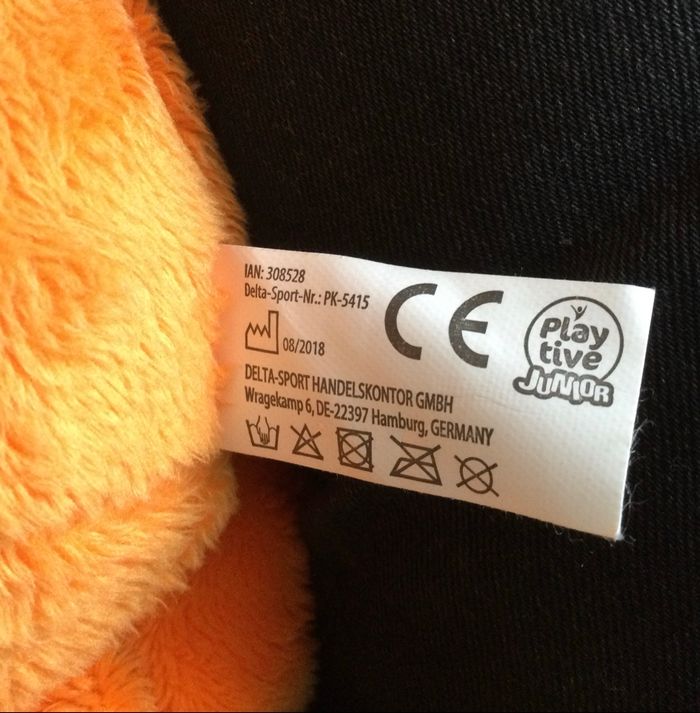 IAN: 308528
Delta-Sport-Nr.: PK-5415
08/2018
CE
Play
tive
JUNIOR
DELTA-SPORT HANDELSKONTOR GMBH
Wragekamp 6, DE-22397 Hamburg, GERMANY